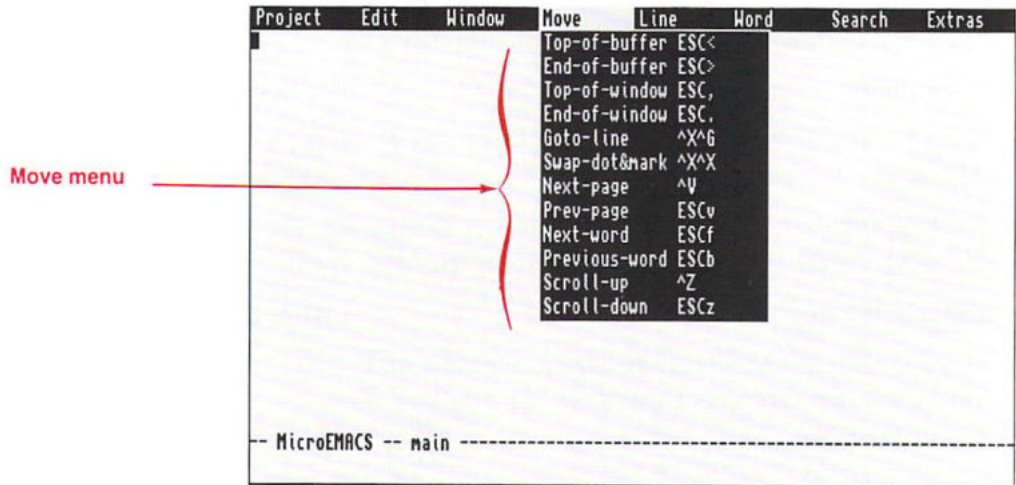 Project Edit Window Move Line Word Search Extras
Top-of-buffer ESC<
End-of-buffer ESC>
Top-of-window ESC,
End-of-window ESC.
Goto-line ^X^G
Swap-dot&mark ^X^X
Move menu
Next-page ^V
Prev-page ESCv
Next-word ESCf
Previous-word ESCb
Scroll-up ^Z
Scroll-down ESCz
-- MicroEMACS -- main --------------------------------------------------------------